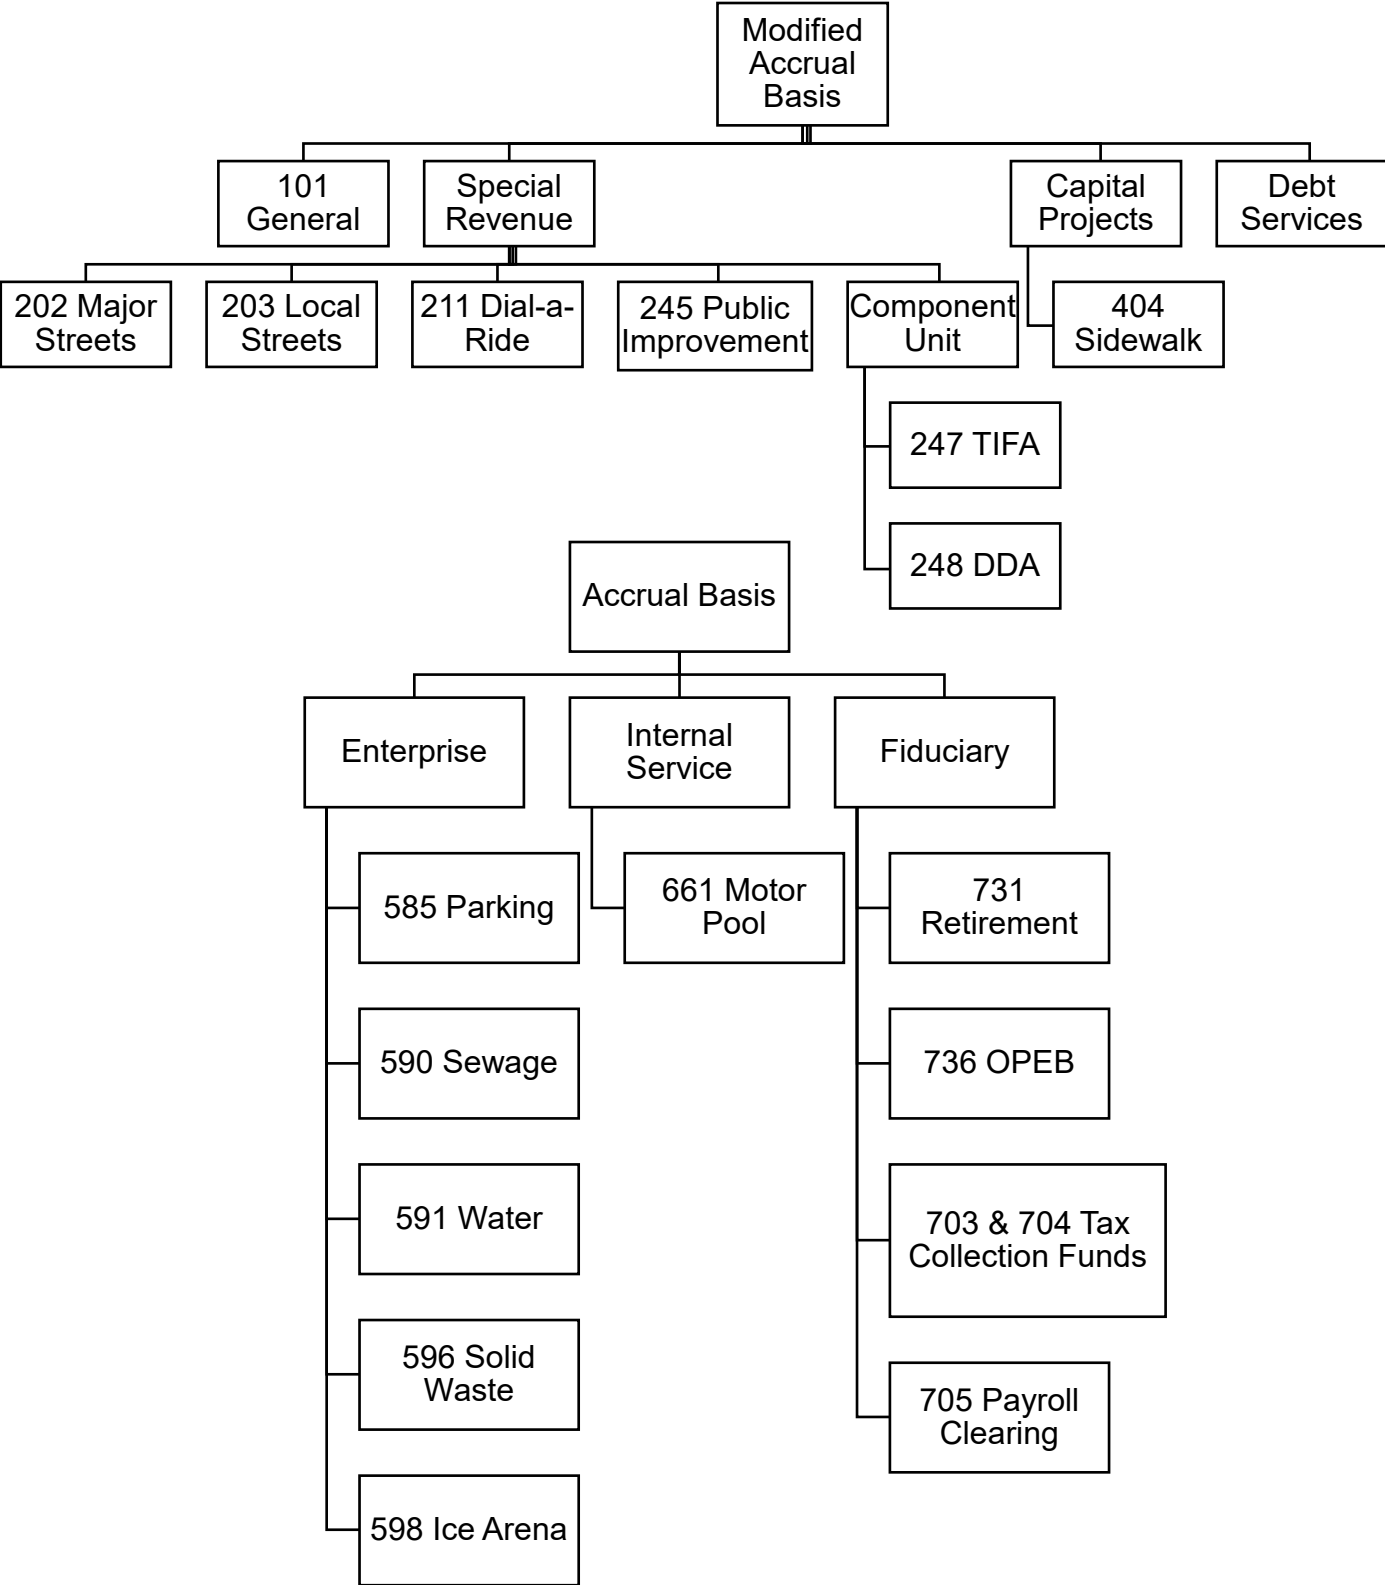 Modified
Accrual
Basis
101
General
Special
Revenue
Capital
Projects
Debt
Services
202 Major
Streets
203 Local
Streets
211 Dial-a-
Ride
245 Public
Improvement
Component
Unit
404
Sidewalk
247 TIFA
248 DDA
Accrual Basis
Enterprise
Internal
Service
Fiduciary
585 Parking
661 Motor
Pool
731
Retirement
590 Sewage
736 OPEB
591 Water
703 & 704 Tax
Collection Funds
596 Solid
Waste
705 Payroll
Clearing
598 Ice Arena